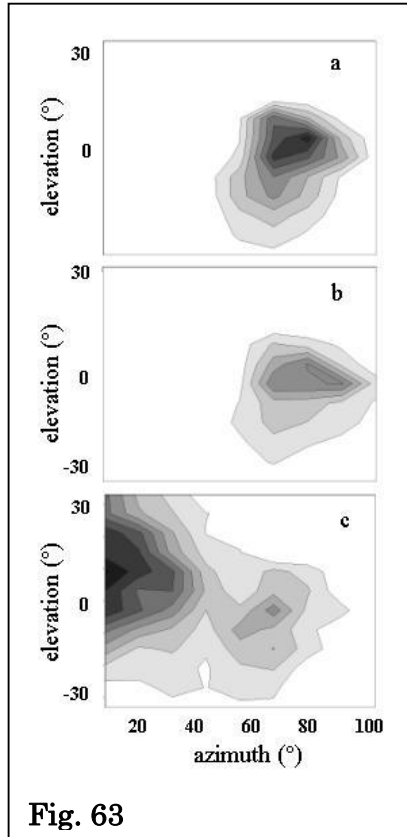 30
a
elevation (°)
0
30
b
elevation (°)
0
-30
30
c
elevation (°)
0
-30
20 40 60 80 100
azimuth (°)
Fig. 63